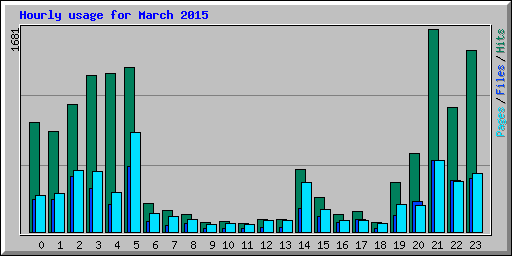 Hourly usage for March 2015
1681
Pages / Files / Hits
0 1 2 3 4 5 6 7 8 9 10 11 12 13 14 15 16 17 18 19 20 21 22 23